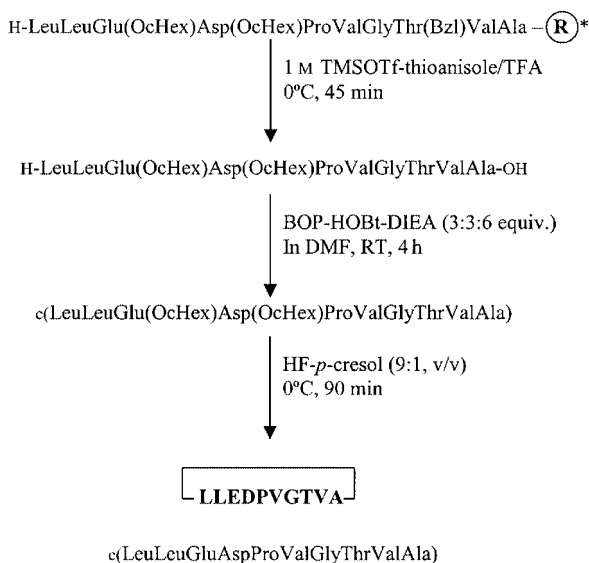 H-LeuLeuGlu(OcHex)Asp(OcHex)ProValGlyThr(Bzl)ValAla – R *
1 M TMSOTf-thioanisole/TFA
0ºC, 45 min
H-LeuLeuGlu(OcHex)Asp(OcHex)ProValGlyThrValAla-OH
BOP-HOBt-DIEA (3:3:6 equiv.)
In DMF, RT, 4 h
c(LeuLeuGlu(OcHex)Asp(OcHex)ProValGlyThrValAla)
HF-p-cresol (9:1, v/v)
0ºC, 90 min
LLEDPVGTVA
c(LeuLeuGluAspProValGlyThrValAla)